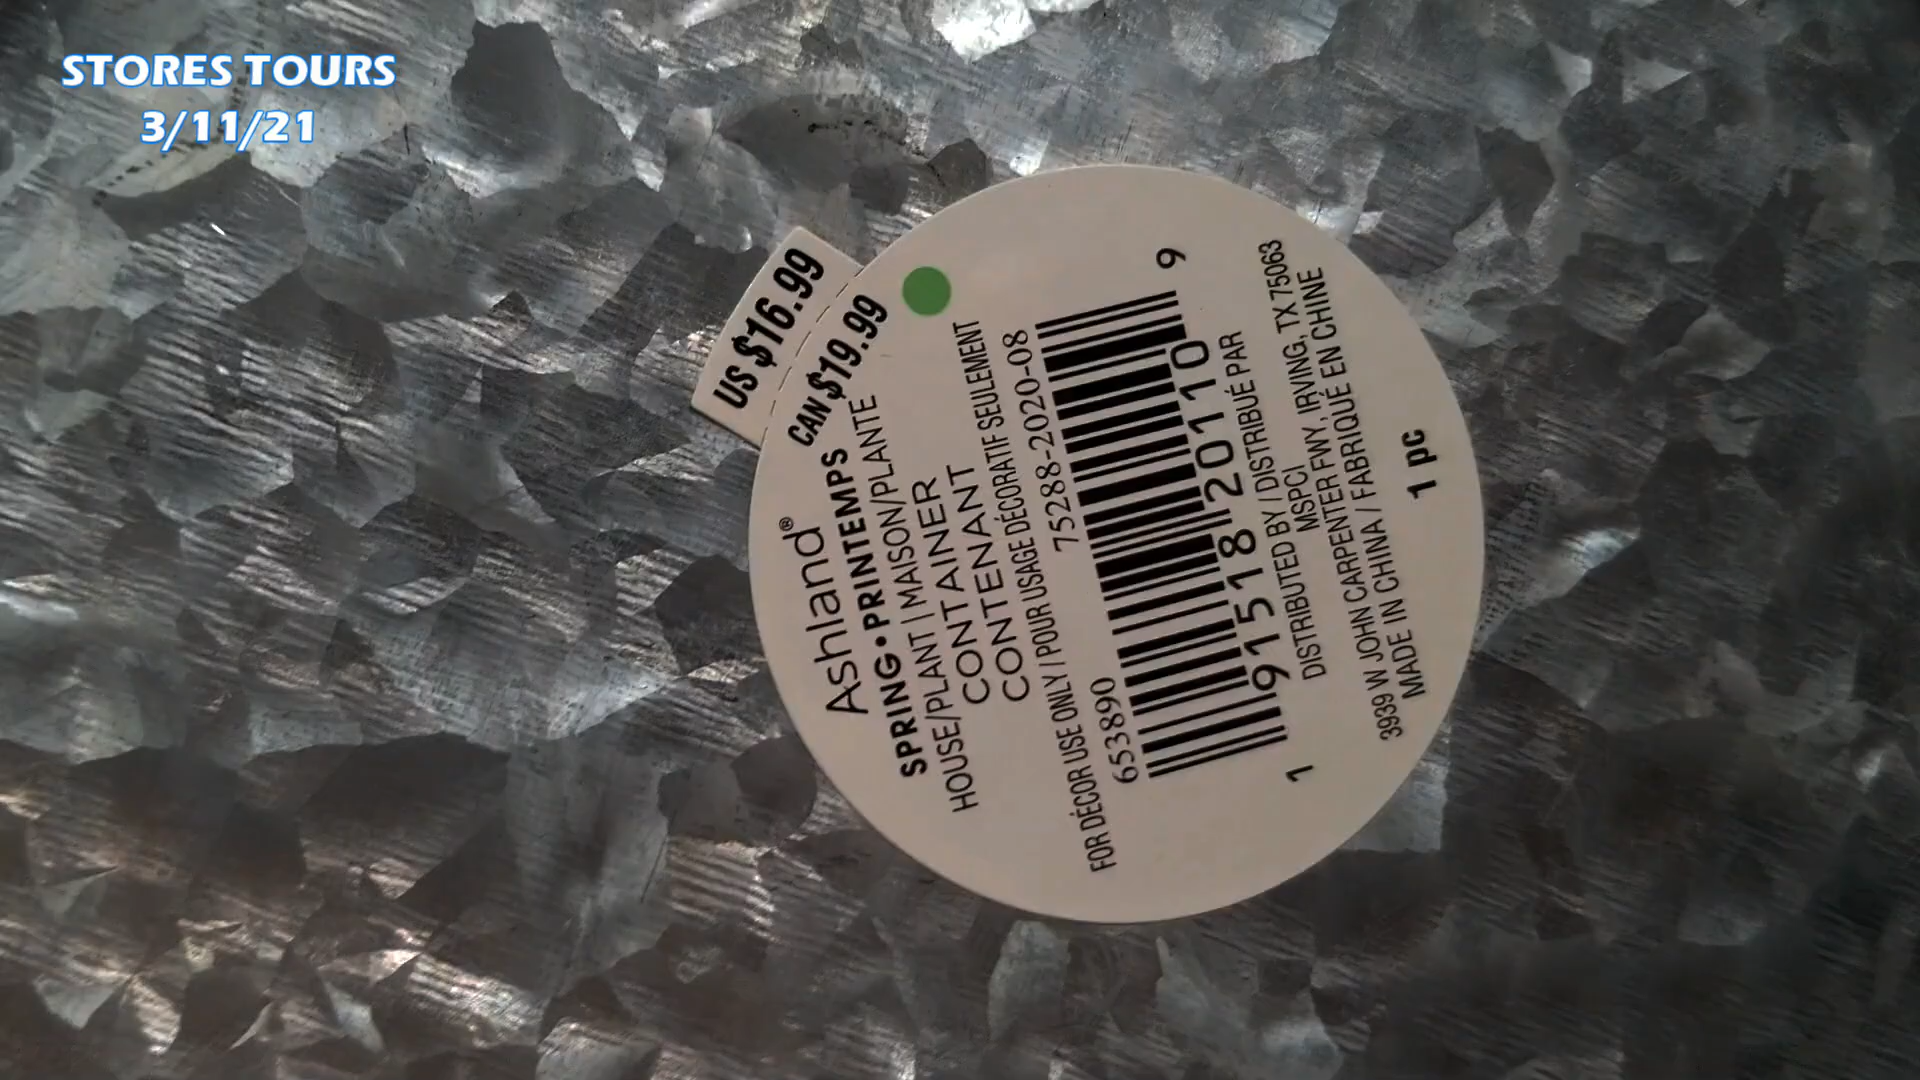 STORES TOURS
3/11/21
US $16.99
CAN $19.99
Ashland®
SPRING • PRINTEMPS
HOUSE/PLANT | MAISON/PLANTE
CONTAINER
CONTENANT
FOR DÉCOR USE ONLY / POUR USAGE DÉCORATIF SEULEMENT
653890 75288-2020-08
1 91518 20110 9
DISTRIBUTED BY / DISTRIBUÉ PAR
MSPCI
3939 W JOHN CARPENTER FWY, IRVING, TX 75063
MADE IN CHINA / FABRIQUÉ EN CHINE
1 pc